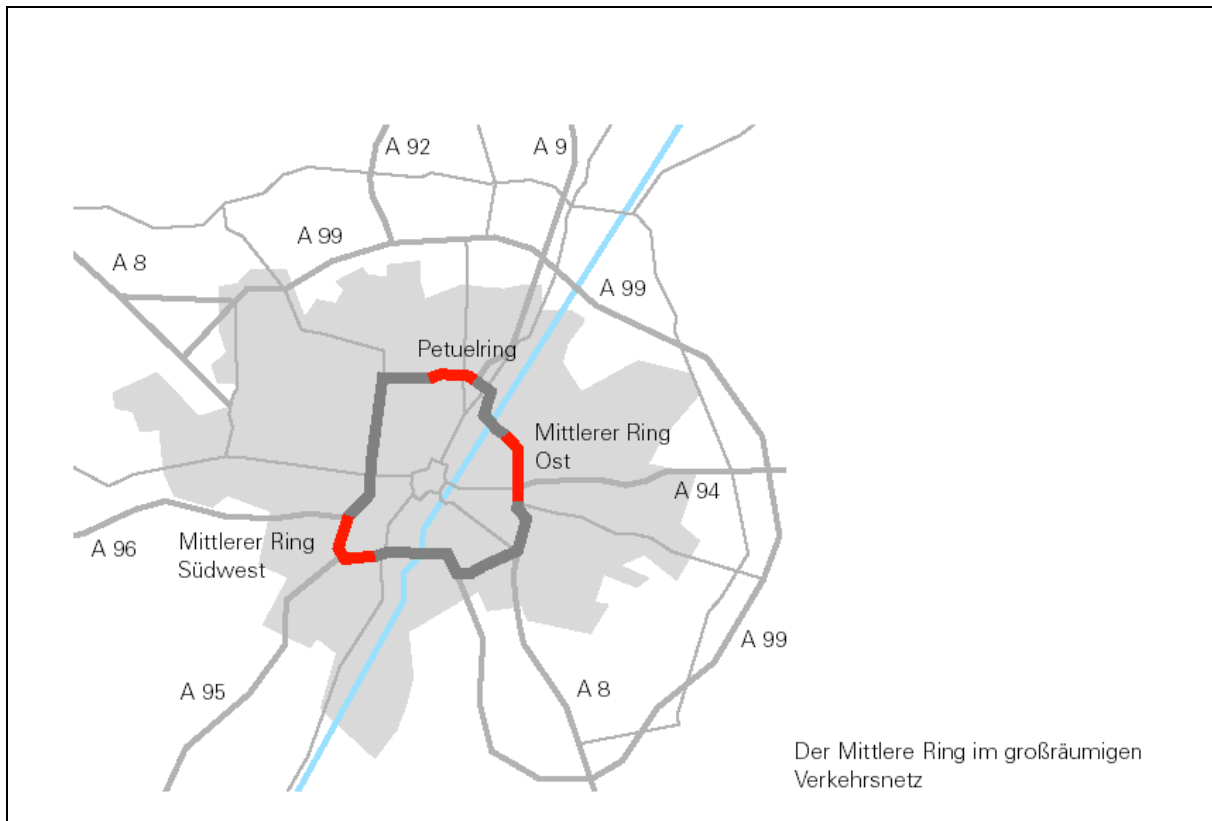 A 92
A 9
A 99
A 8
A 99
Petuelring
Mittlerer Ring
Ost
A 94
A 96
Mittlerer Ring
Südwest
A 99
A 95
A 8
Der Mittlere Ring im großräumigen
Verkehrsnetz